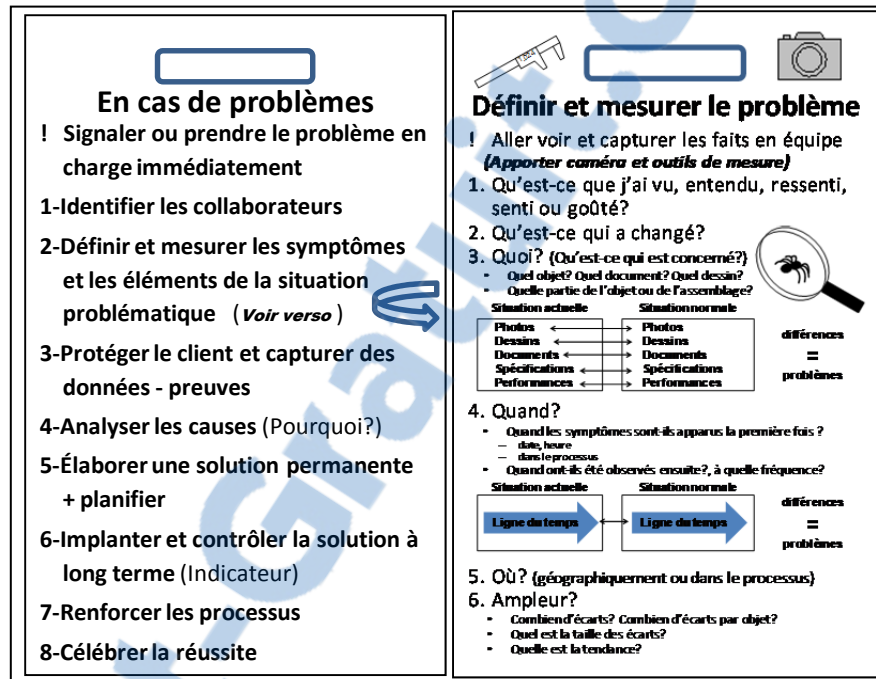 En cas de problèmes
! Signaler ou prendre le problème en
charge immédiatement
1-Identifier les collaborateurs
2-Définir et mesurer les symptômes
et les éléments de la situation
problématique (Voir verso)
3-Protéger le client et capturer des
données - preuves
4-Analyser les causes (Pourquoi?)
5-Élaborer une solution permanente
+ planifier
6-Implanter et contrôler la solution à
long terme (Indicateur)
7-Renforcer les processus
8-Célébrer la réussite
Définir et mesurer le problème
! Aller voir et capturer les faits en équipe
(Apporter caméra et outils de mesure)
1. Qu'est-ce que j'ai vu, entendu, ressenti,
senti ou goûté?
2. Qu'est-ce qui a changé?
3. Quoi? (Qu'est-ce qui est concerné?)
• Quel objet? Quel document? Quel dessin?
• Quelle partie de l'objet ou de l'assemblage?
Situation actuelle Situation normale
Photos Photos
Dessins Dessins
Documents Documents
Spécifications Spécifications
Performances Performances
différences
=
problèmes
4. Quand?
• Quand les symptômes sont-ils apparus la première fois ?
— date, heure
— dans le processus
• Quand ont-ils été observés ensuite?, à quelle fréquence?
Situation actuelle Situation normale
Ligne du temps Ligne du temps
différences
=
problèmes
5. Où? (géographiquement ou dans le processus)
6. Ampleur?
• Combien d'écarts? Combien d'écarts par objet?
• Quel est la taille des écarts?
• Quelle est la tendance?